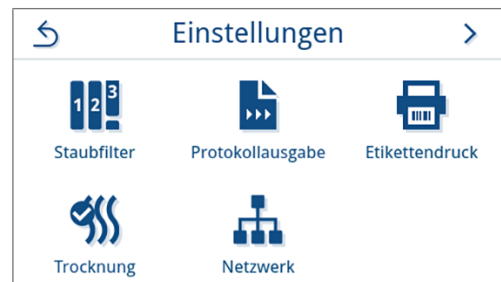 Einstellungen
1 2 3
Staubfilter Protokollausgabe Etikettendruck
Trocknung Netzwerk